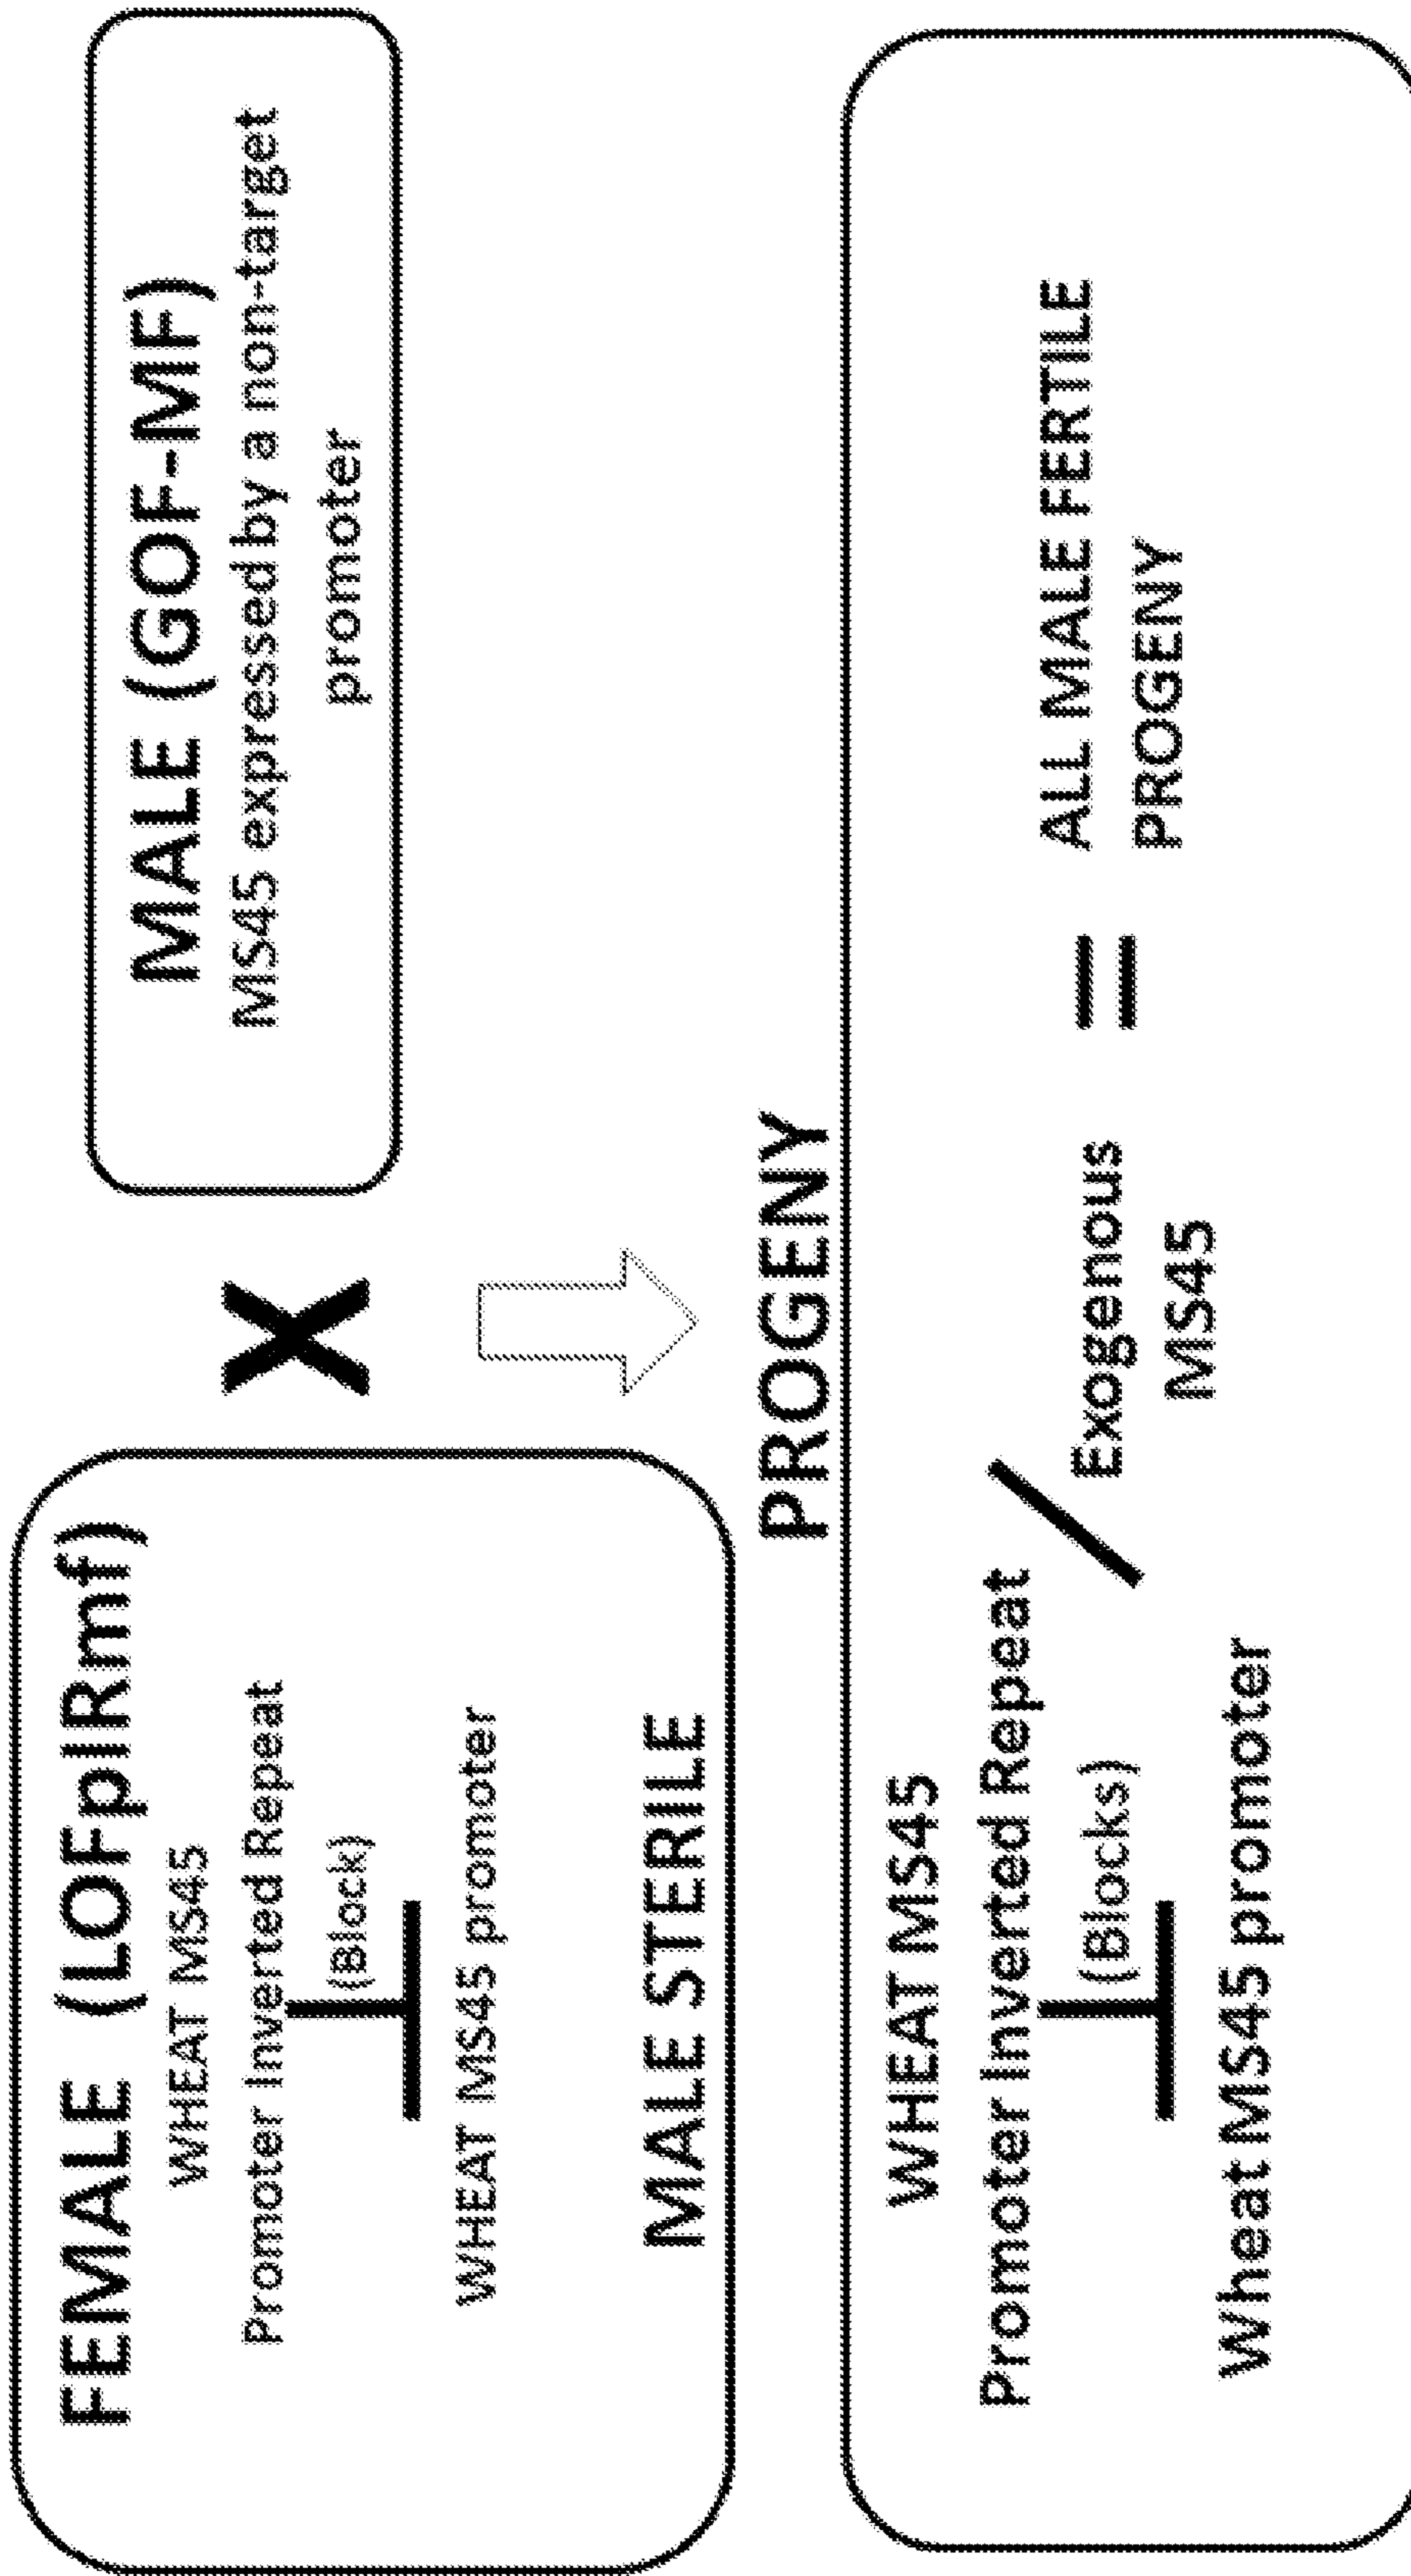 FEMALE (LOFpIRmf)
WHEAT MS45
Promoter Inverted Repeat
(Block)
WHEAT MS45 promoter
MALE STERILE
X
MALE (GOF-MF)
MS45 expressed by a non-target
promoter
PROGENY
WHEAT MS45
Promoter Inverted Repeat
(Blocks)
Wheat MS45 promoter
/
Exogenous
MS45
=
ALL MALE FERTILE
PROGENY